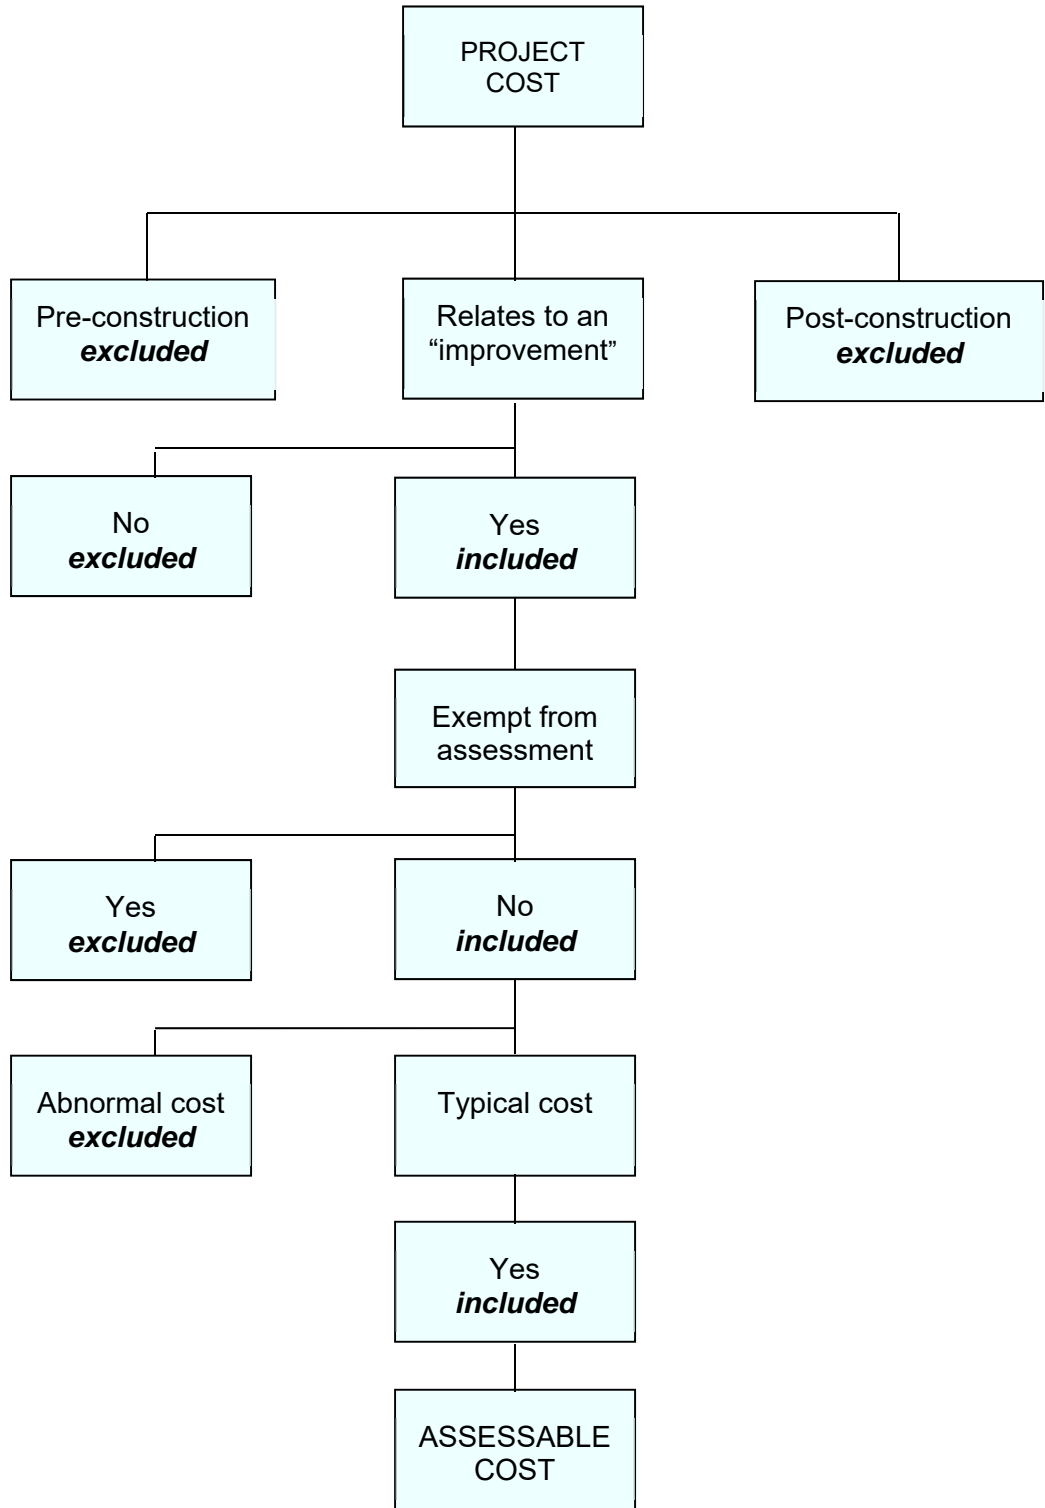 PROJECT
COST
Pre-construction
excluded
Relates to an
“improvement”
Post-construction
excluded
No
excluded
Yes
included
Exempt from
assessment
Yes
excluded
No
included
Abnormal cost
excluded
Typical cost
Yes
included
ASSESSABLE
COST